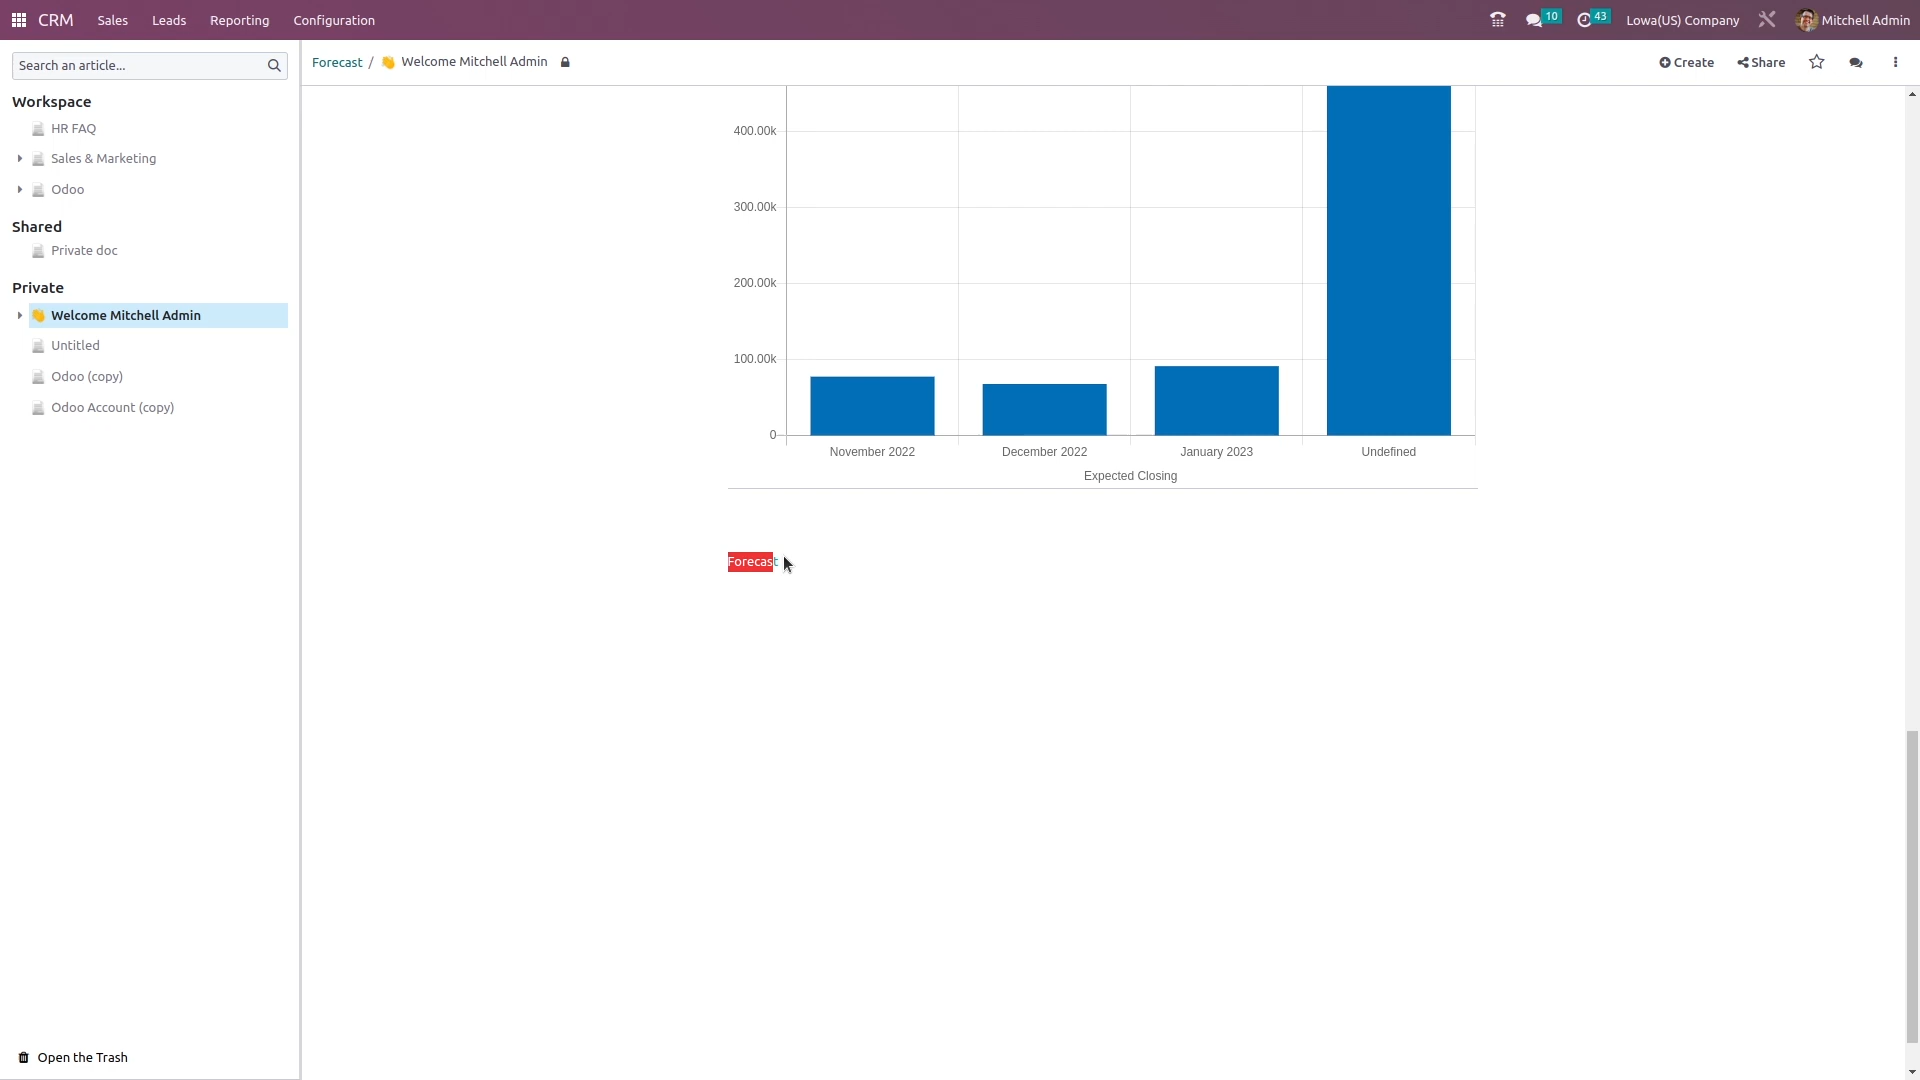 CRM Sales Leads Reporting Configuration 10 43 Lowa(US) Company Mitchell Admin
Search an article...
Forecast / 👋 Welcome Mitchell Admin
Create Share
Workspace
HR FAQ
Sales & Marketing
Odoo
Shared
Private doc
Private
👋 Welcome Mitchell Admin
Untitled
Odoo (copy)
Odoo Account (copy)
Open the Trash
400.00k
300.00k
200.00k
100.00k
0
November 2022 December 2022 January 2023 Undefined
Expected Closing
Forecast